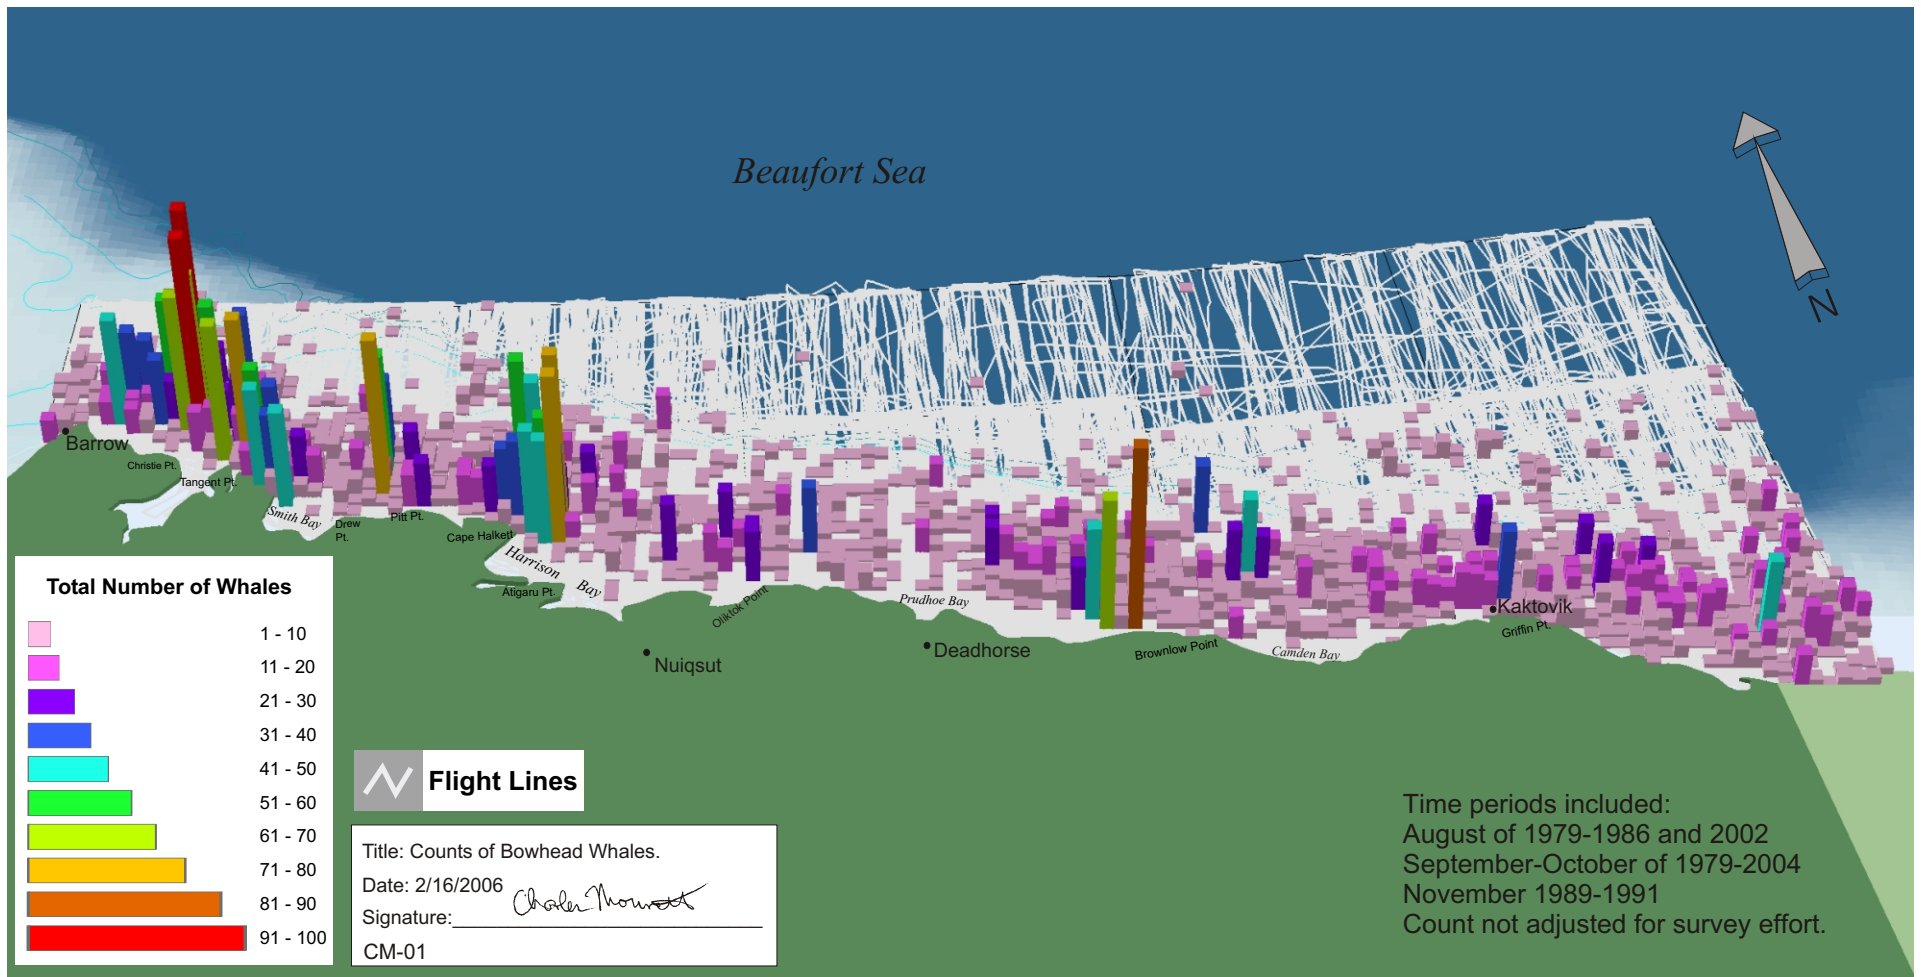 Beaufort Sea
N
Barrow
Christie Pt.
Tangent Pt.
Smith Bay
Drew
Pt.
Pitt Pt.
Cape Halkett
Harrison Bay
Atigaru Pt.
Oliktok Point
Prudhoe Bay
Nuiqsut
Deadhorse
Brownlow Point
Camden Bay
Kaktovik
Griffin Pt.
Total Number of Whales
1 - 10
11 - 20
21 - 30
31 - 40
41 - 50
51 - 60
61 - 70
71 - 80
81 - 90
91 - 100
Flight Lines
Title: Counts of Bowhead Whales.
Date: 2/16/2006
Signature:
CM-01
Time periods included:
August of 1979-1986 and 2002
September-October of 1979-2004
November 1989-1991
Count not adjusted for survey effort.